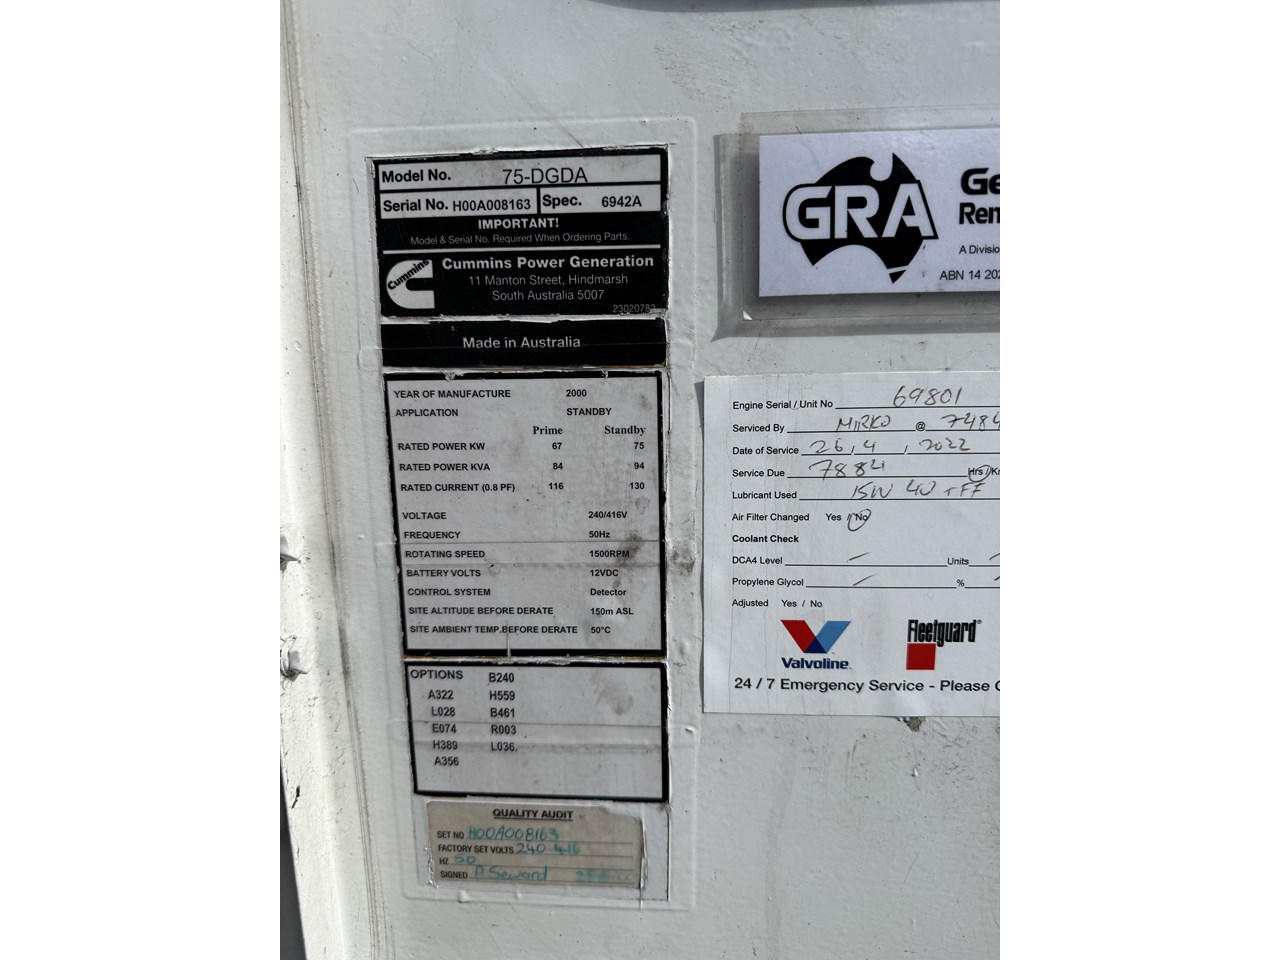 Model No. 75-DGDA
Serial No. H00A008163 Spec. 6942A
IMPORTANT!
Model & Serial No. Required When Ordering Parts.
Cummins
Cummins Power Generation
11 Manton Street, Hindmarsh
South Australia 5007
Made in Australia
YEAR OF MANUFACTURE 2000
APPLICATION STANDBY
Prime Standby
RATED POWER KW 67 75
RATED POWER KVA 84 94
RATED CURRENT (0.8 PF) 116 130
VOLTAGE 240/416V
FREQUENCY 50Hz
ROTATING SPEED 1500RPM
BATTERY VOLTS 12VDC
CONTROL SYSTEM Detector
SITE ALTITUDE BEFORE DERATE 150m ASL
SITE AMBIENT TEMP.BEFORE DERATE 50°C
OPTIONS B240
A322 H559
L028 B461
E074 R003
H389 L036
A356
QUALITY AUDIT
SET NO H00A008163
FACTORY SET VOLTS 240-416
HZ 50
SIGNED P. Seward
GRA
Ge
Ren
A Divisio
ABN 14 202
Engine Serial / Unit No 69801
Serviced By MIRKO @ 7484
Date of Service 26, 4, 2022
Service Due 7884 Hrs / K
Lubricant Used 15W 40 + FF
Air Filter Changed Yes / No
Coolant Check
DCA4 Level Units
Propylene Glycol %
Adjusted Yes / No
Valvoline Fleetguard
24 / 7 Emergency Service - Please